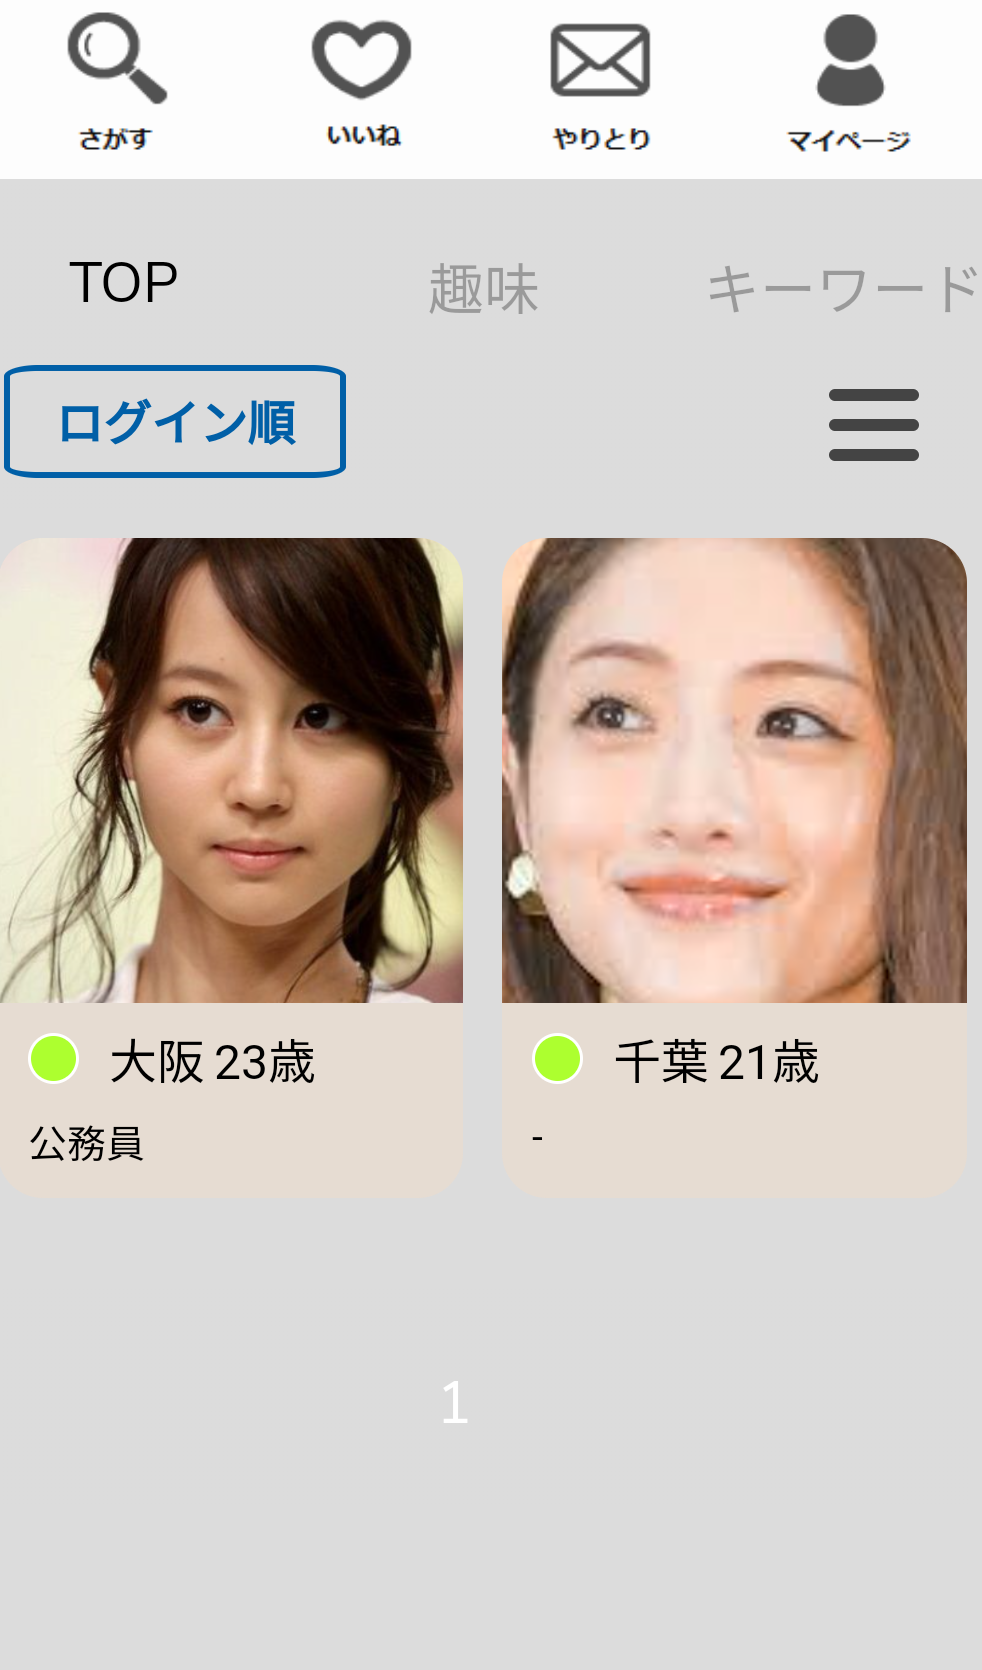 さがす
いいね
やりとり
マイページ
TOP
趣味
キーワード
ログイン順
大阪 23歳
公務員
千葉 21歳
-
1